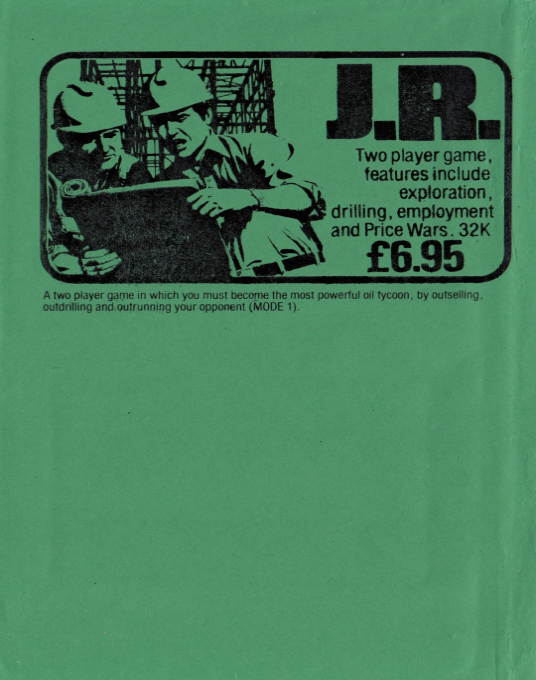 J.R.
Two player game,
features include
exploration,
drilling, employment
and Price Wars. 32K
£6.95
A two player game in which you must become the most powerful oil tycoon, by outselling,
outdrilling and outrunning your opponent (MODE 1).